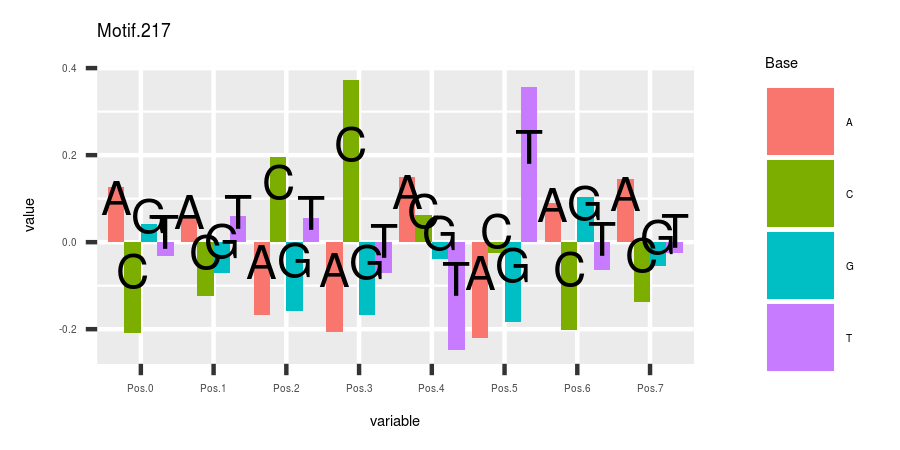 Motif.217
value
0.4
0.2
0.0
-0.2
A
C
G
T
A
C
G
T
A
C
G
T
A
C
G
T
A
C
G
T
A
C
G
T
A
C
G
T
A
C
G
T
Pos.0 Pos.1 Pos.2 Pos.3 Pos.4 Pos.5 Pos.6 Pos.7
variable
Base
A
C
G
T